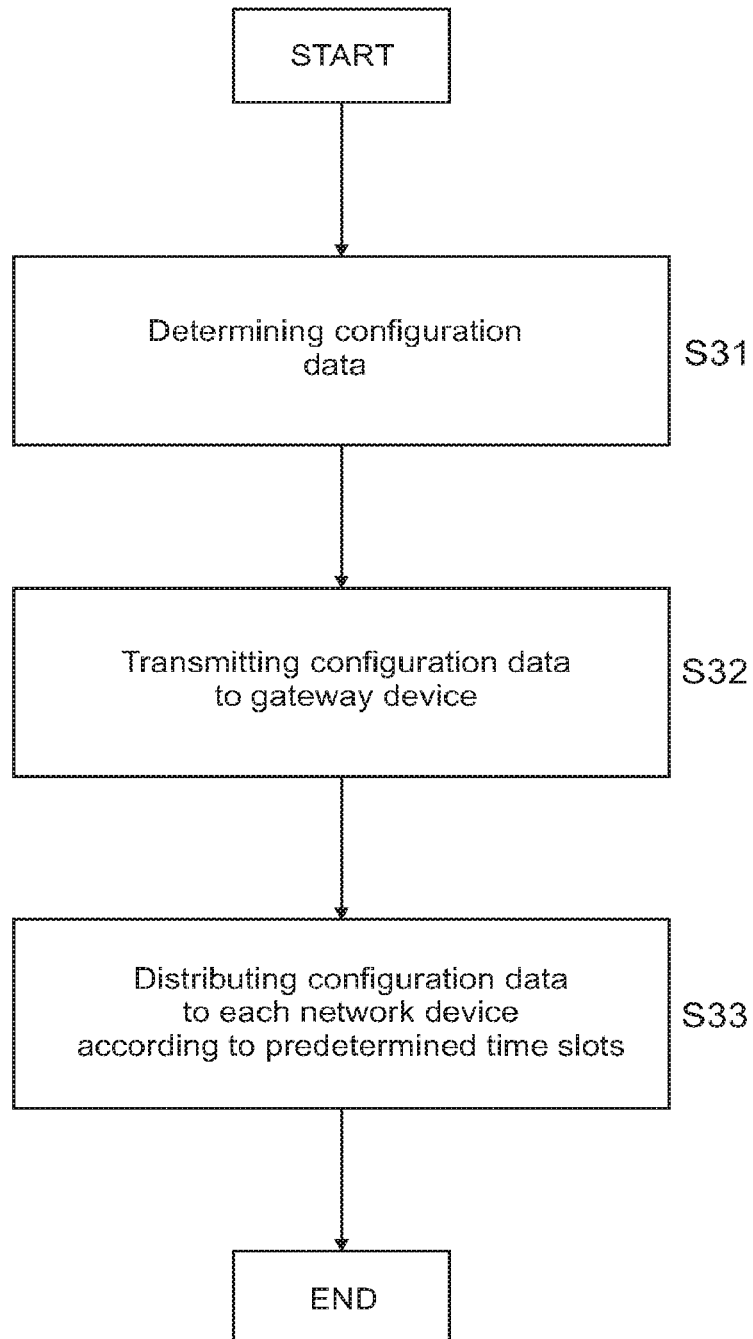 START
Determining configuration
data
S31
Transmitting configuration data
to gateway device
S32
Distributing configuration data
to each network device
according to predetermined time slots
S33
END